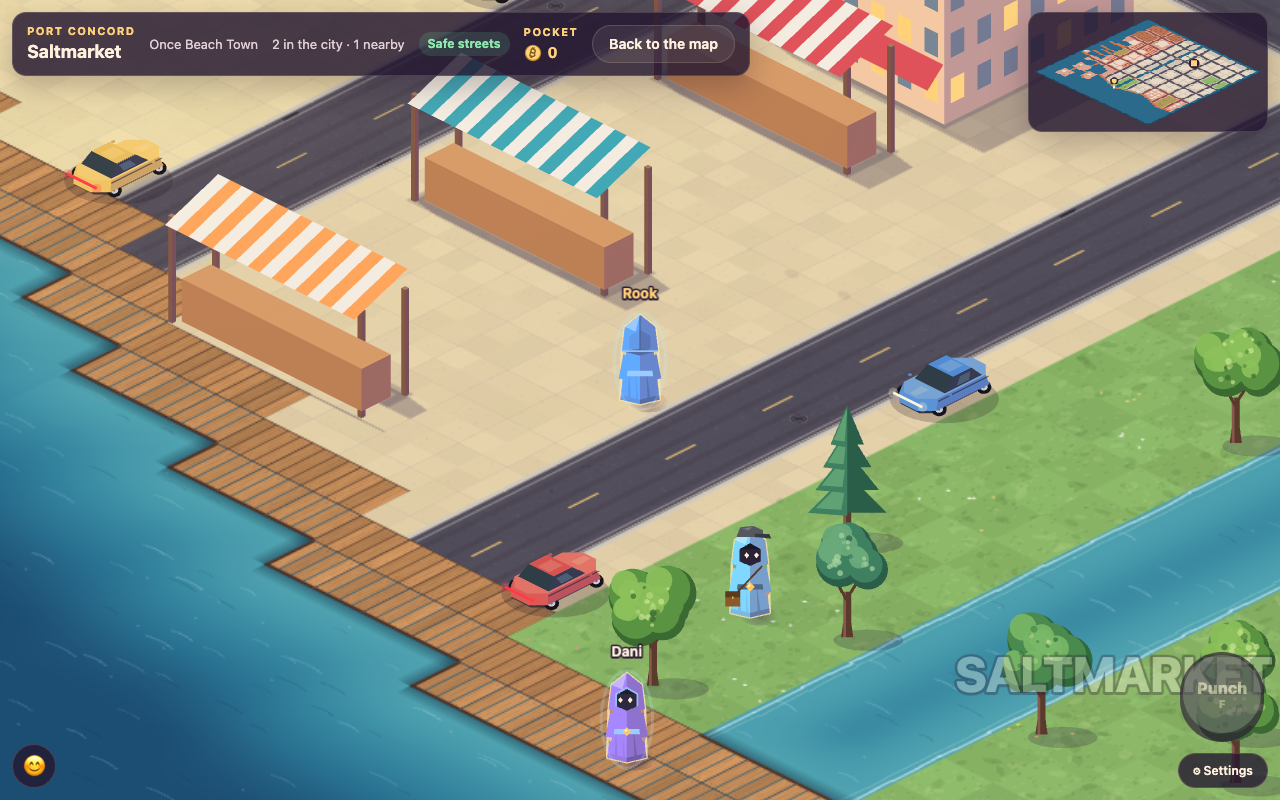 PORT CONCORD
Saltmarket
Once Beach Town
2 in the city · 1 nearby
Safe streets
POCKET
0
Back to the map
Rook
Dani
SALTMARKET
Punch
F
Settings